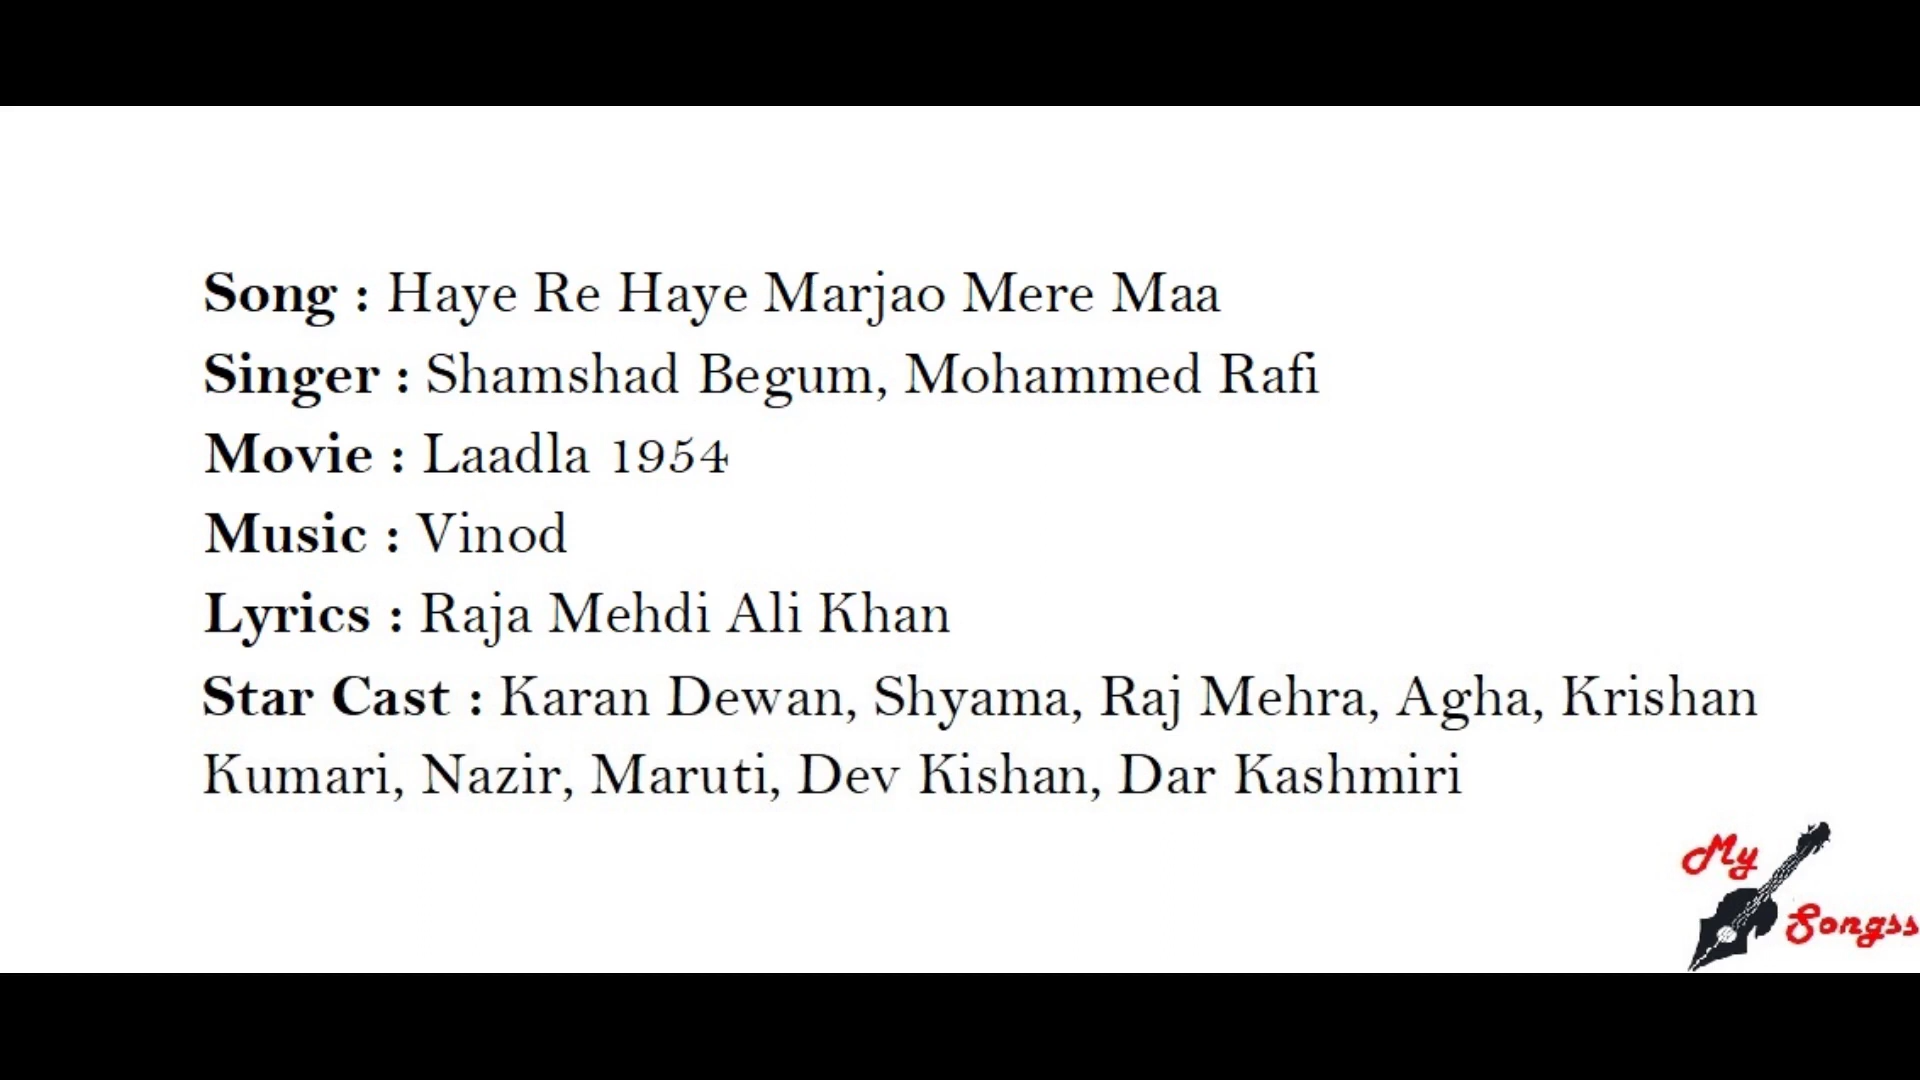 Song : Haye Re Haye Marjao Mere Maa
Singer : Shamshad Begum, Mohammed Rafi
Movie : Laadla 1954
Music : Vinod
Lyrics : Raja Mehdi Ali Khan
Star Cast : Karan Dewan, Shyama, Raj Mehra, Agha, Krishan
Kumari, Nazir, Maruti, Dev Kishan, Dar Kashmiri
My
Songss